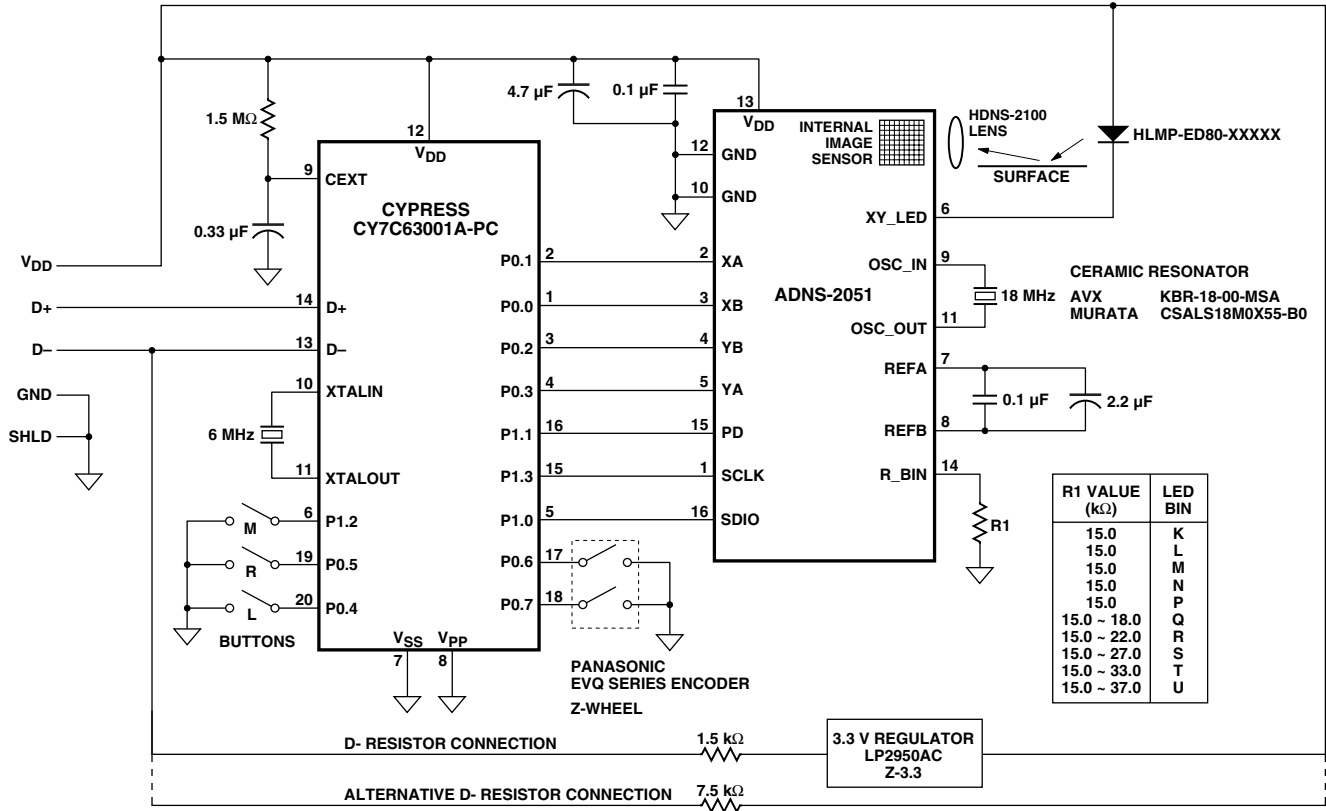 4.7 µF
0.1 µF
1.5 MΩ
12
VDD
9
CEXT
0.33 µF
CYPRESS
CY7C63001A-PC
VDD
D+
D–
GND
SHLD
14
D+
13
D–
10
XTALIN
6 MHz
11
XTALOUT
M
6
P1.2
R
19
P0.5
L
20
P0.4
BUTTONS
VSS
7
VPP
8
P0.1
2
P0.0
1
P0.2
3
P0.3
4
P1.1
16
P1.3
15
P1.0
5
P0.6
17
P0.7
18
PANASONIC
EVQ SERIES ENCODER
Z-WHEEL
13
VDD
12
GND
10
GND
INTERNAL
IMAGE
SENSOR
ADNS-2051
2
XA
3
XB
4
YB
5
YA
15
PD
1
SCLK
16
SDIO
HDNS-2100
LENS
SURFACE
HLMP-ED80-XXXXX
XY_LED
6
OSC_IN
9
18 MHz
OSC_OUT
11
CERAMIC RESONATOR
AVX KBR-18-00-MSA
MURATA CSALS18M0X55-B0
REFA
7
0.1 µF
2.2 µF
REFB
8
R_BIN
14
R1
R1 VALUE LED
(kΩ) BIN
15.0 K
15.0 L
15.0 M
15.0 N
15.0 P
15.0 ~ 18.0 Q
15.0 ~ 22.0 R
15.0 ~ 27.0 S
15.0 ~ 33.0 T
15.0 ~ 37.0 U
D- RESISTOR CONNECTION
1.5 kΩ
3.3 V REGULATOR
LP2950AC
Z-3.3
ALTERNATIVE D- RESISTOR CONNECTION
7.5 kΩ